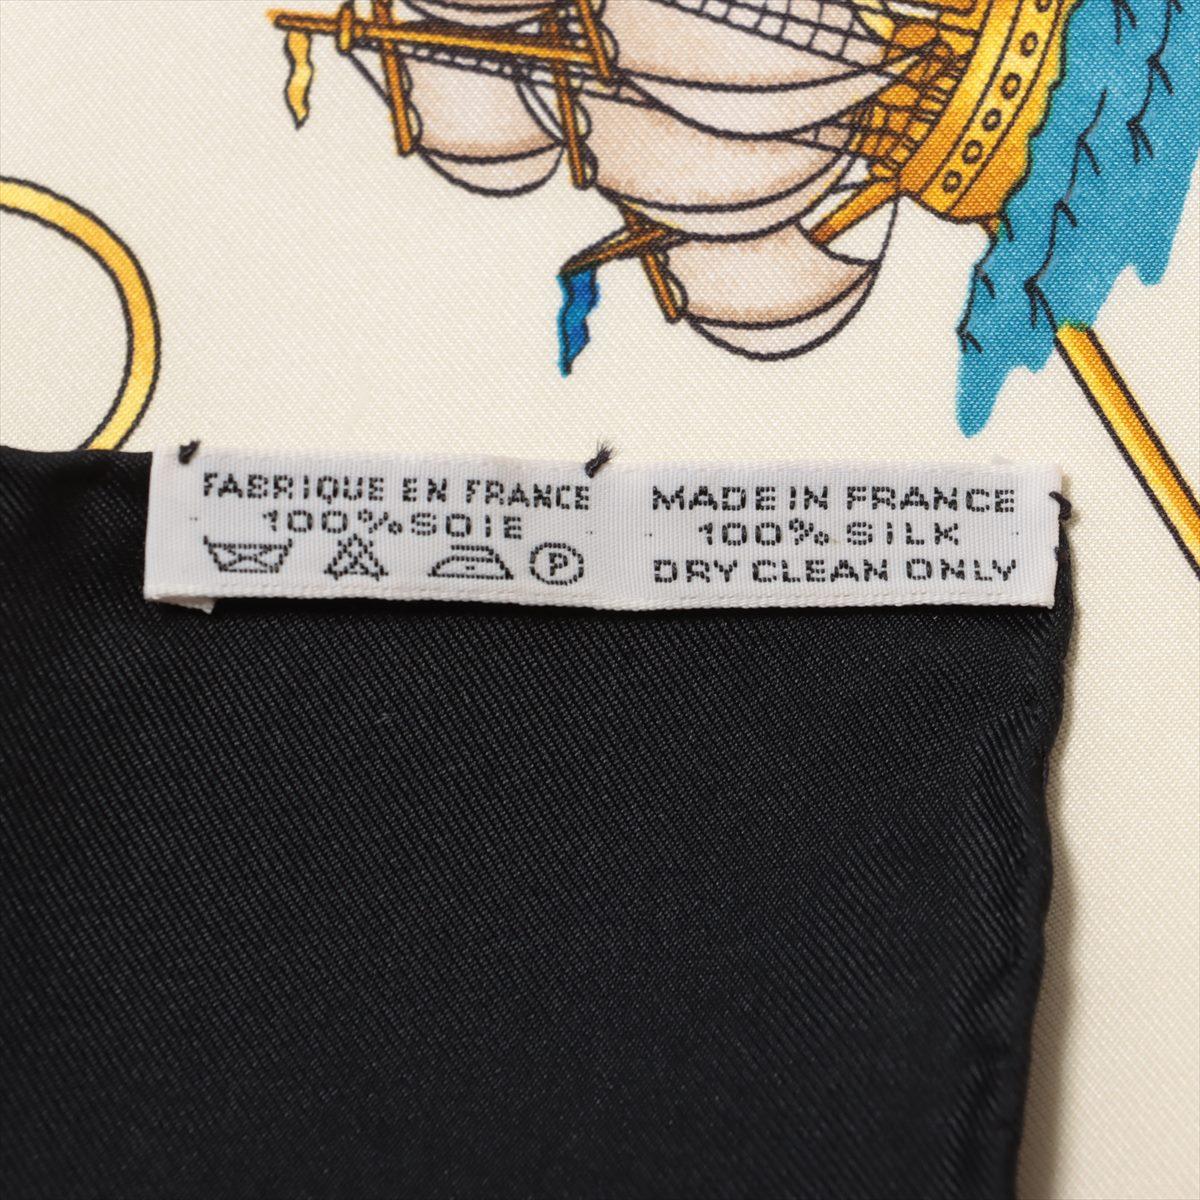 FABRIQUE EN FRANCE
100% SOIE
P
MADE IN FRANCE
100% SILK
DRY CLEAN ONLY